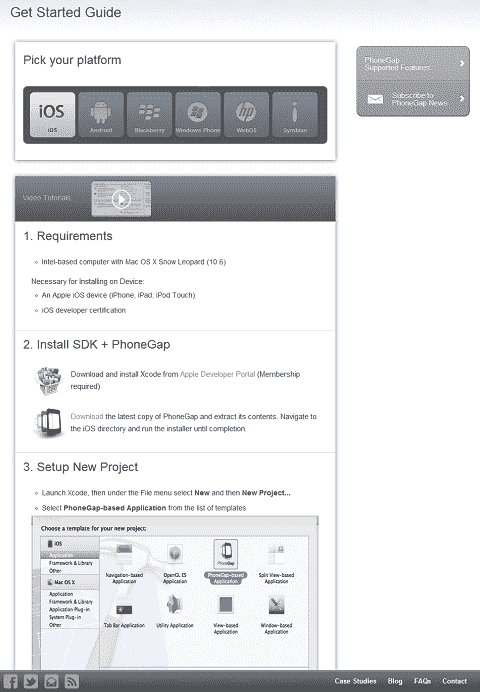 Get Started Guide
Pick your platform
iOS
iOS
Android
Blackberry
Windows Phone
WebOS
Symbian
PhoneGap
Supported Features
Subscribe to
PhoneGap News
Video Tutorials:
1. Requirements
Intel-based computer with Mac OS X Snow Leopard (10.6)
Necessary for Installing on Device:
An Apple iOS device (iPhone, iPad, iPod Touch)
iOS developer certification
2. Install SDK + PhoneGap
Download and install Xcode from Apple Developer Portal (Membership
required)
Download the latest copy of PhoneGap and extract its contents. Navigate to
the iOS directory and run the installer until completion.
3. Setup New Project
Launch Xcode, then under the File menu select New and then New Project...
Select PhoneGap-based Application from the list of templates
Choose a template for your new project:
iOS
Application
Framework & Library
Other
Mac OS X
Application
Framework & Library
Application Plug-in
System Plug-in
Other
PhoneGap
Navigation-based
Application
OpenGL ES
Application
PhoneGap-based
Application
Split View-based
Application
Tab Bar Application
Utility Application
View-based
Application
Window-based
Application
Case Studies
Blog
FAQs
Contact